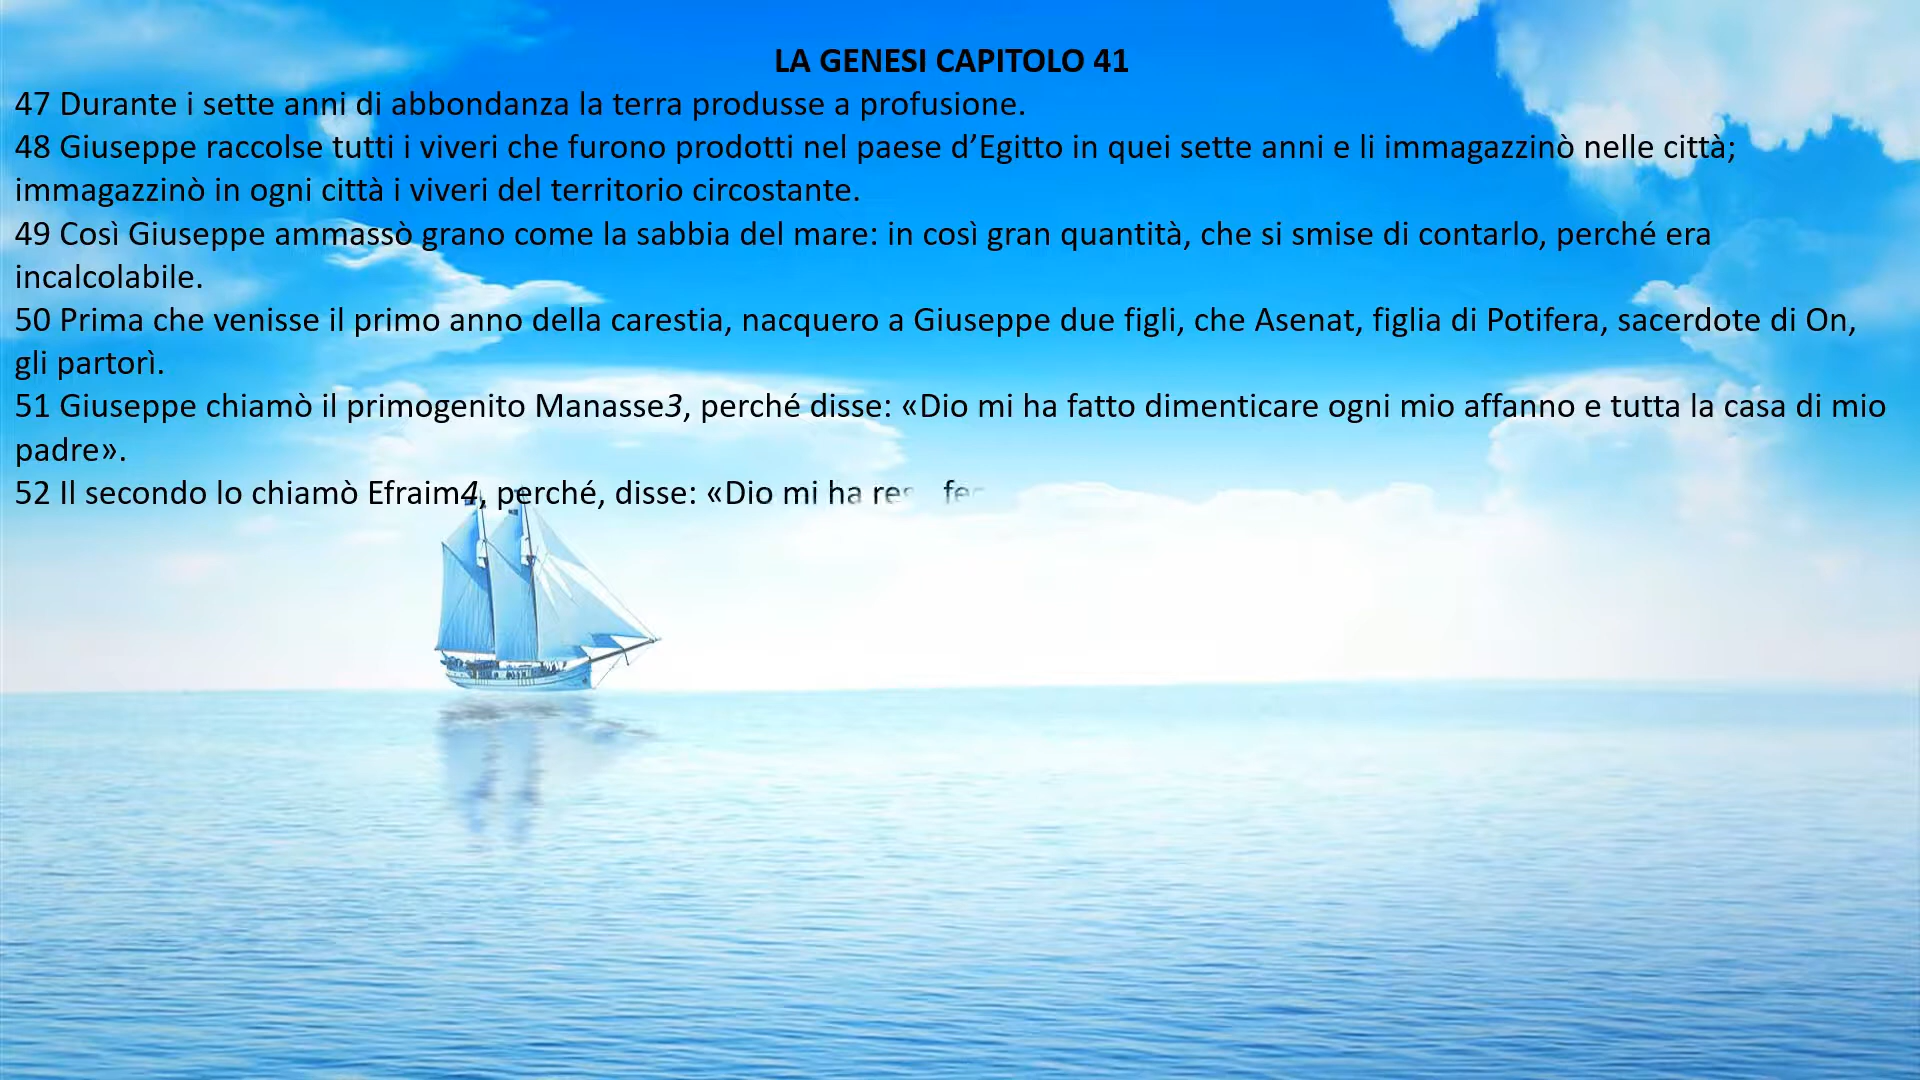 LA GENESI CAPITOLO 41
47 Durante i sette anni di abbondanza la terra produsse a profusione.
48 Giuseppe raccolse tutti i viveri che furono prodotti nel paese d’Egitto in quei sette anni e li immagazzinò nelle città;
immagazzinò in ogni città i viveri del territorio circostante.
49 Così Giuseppe ammassò grano come la sabbia del mare: in così gran quantità, che si smise di contarlo, perché era
incalcolabile.
50 Prima che venisse il primo anno della carestia, nacquero a Giuseppe due figli, che Asenat, figlia di Potifera, sacerdote di On,
gli partorì.
51 Giuseppe chiamò il primogenito Manasse3, perché disse: «Dio mi ha fatto dimenticare ogni mio affanno e tutta la casa di mio
padre».
52 Il secondo lo chiamò Efraim4, perché, disse: «Dio mi ha